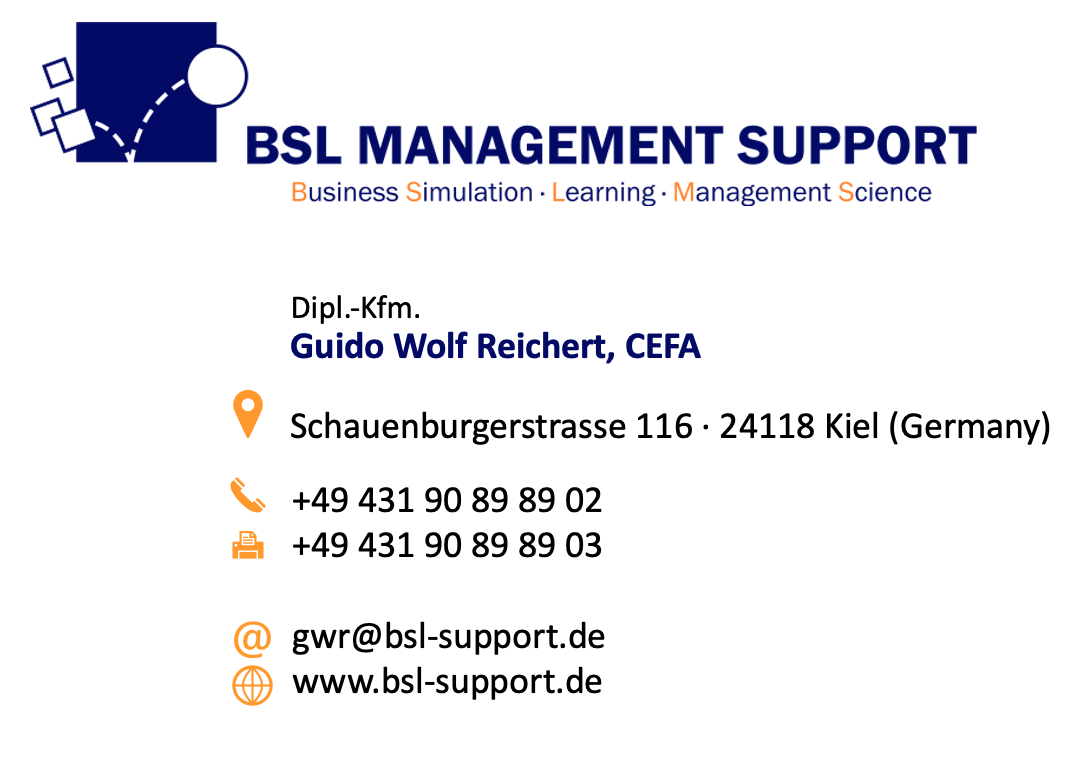 BSL MANAGEMENT SUPPORT
Business Simulation · Learning · Management Science
Dipl.-Kfm.
Guido Wolf Reichert, CEFA
Schauenburgerstrasse 116 · 24118 Kiel (Germany)
+49 431 90 89 89 02
+49 431 90 89 89 03
@ gwr@bsl-support.de
www.bsl-support.de